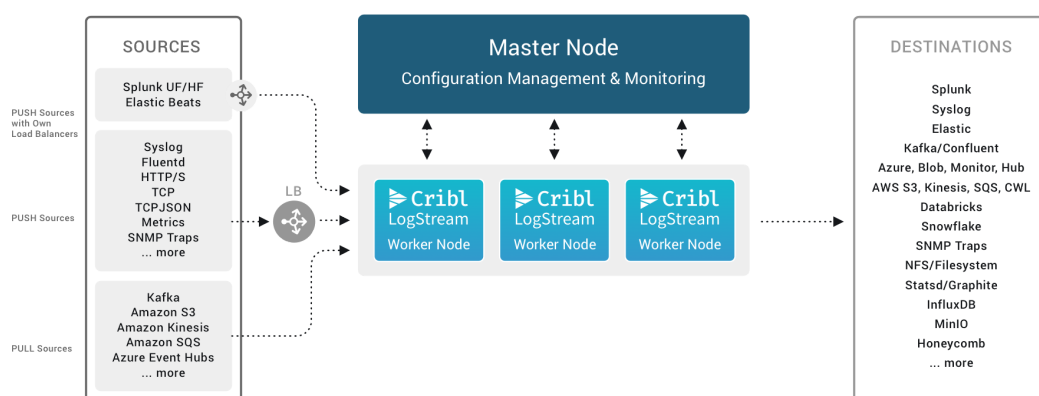 SOURCES
PUSH Sources
with Own
Load Balancers
Splunk UF/HF
Elastic Beats
PUSH Sources
Syslog
Fluentd
HTTP/S
TCP
TCPJSON
Metrics
SNMP Traps
... more
PULL Sources
Kafka
Amazon S3
Amazon Kinesis
Amazon SQS
Azure Event Hubs
... more
LB
Master Node
Configuration Management & Monitoring
Cribl
LogStream
Worker Node
Cribl
LogStream
Worker Node
Cribl
LogStream
Worker Node
DESTINATIONS
Splunk
Syslog
Elastic
Kafka/Confluent
Azure, Blob, Monitor, Hub
AWS S3, Kinesis, SQS, CWL
Databricks
Snowflake
SNMP Traps
NFS/Filesystem
Statsd/Graphite
InfluxDB
MinIO
Honeycomb
... more